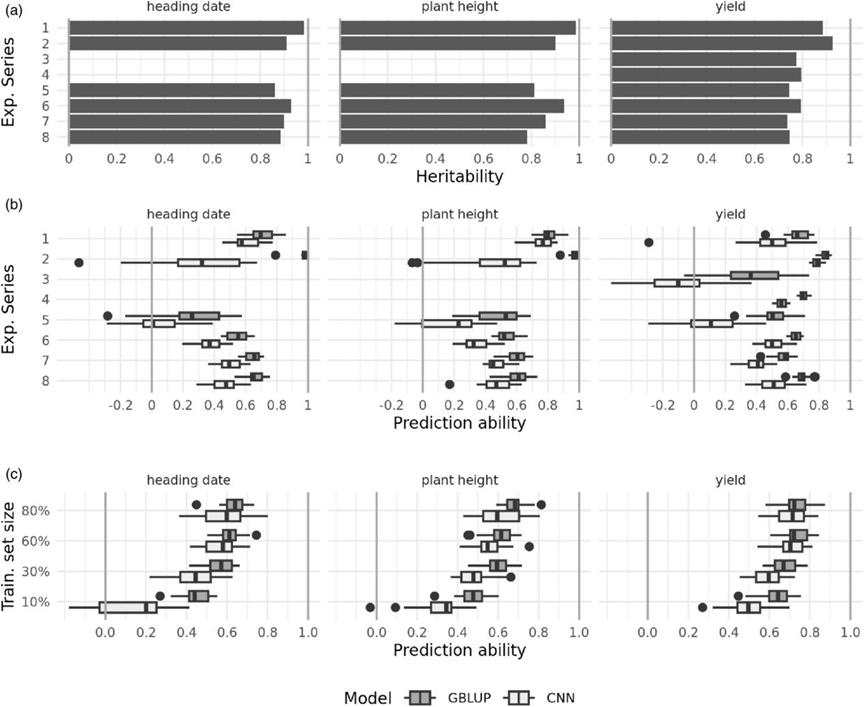 (a)
heading date
plant height
yield
Exp. Series
1
2
3
4
5
6
7
8
0 0.2 0.4 0.6 0.8 1
0 0.2 0.4 0.6 0.8 1
0 0.2 0.4 0.6 0.8 1
Heritability
(b)
heading date
plant height
yield
Exp. Series
1
2
3
4
5
6
7
8
-0.2 0 0.2 0.4 0.6 0.8 1
-0.2 0 0.2 0.4 0.6 0.8 1
-0.2 0 0.2 0.4 0.6 0.8 1
Prediction ability
(c)
heading date
plant height
yield
Train. set size
80%
60%
30%
10%
0.0 0.2 0.4 0.6 0.8 1.0
0.0 0.2 0.4 0.6 0.8 1.0
0.0 0.2 0.4 0.6 0.8 1.0
Prediction ability
Model GBLUP CNN